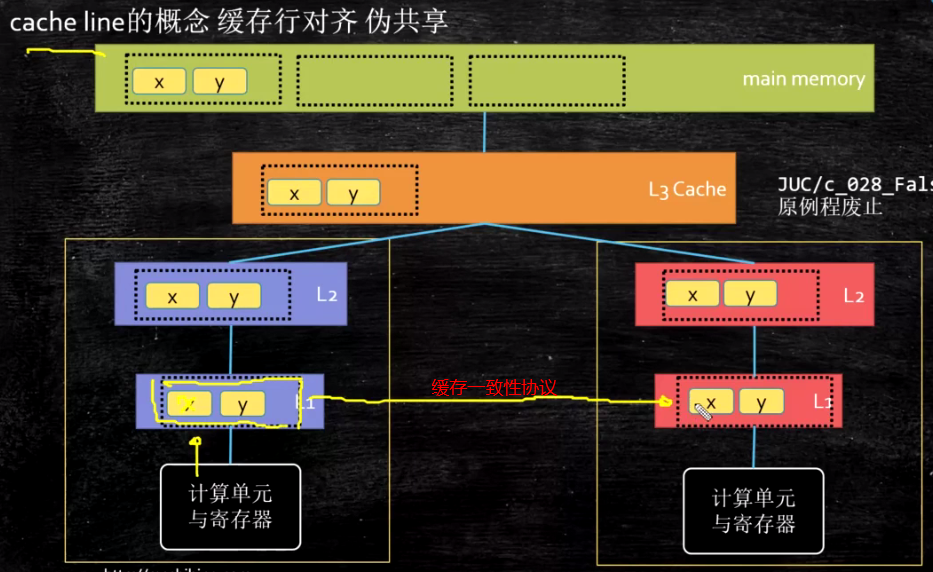 cache line的概念 缓存行对齐 伪共享
x y main memory
x y L3 Cache
JUC/c_028_Fals
原例程废止
x y L2
x y L2
y L1
缓存一致性协议
x y L1
计算单元
与寄存器
计算单元
与寄存器